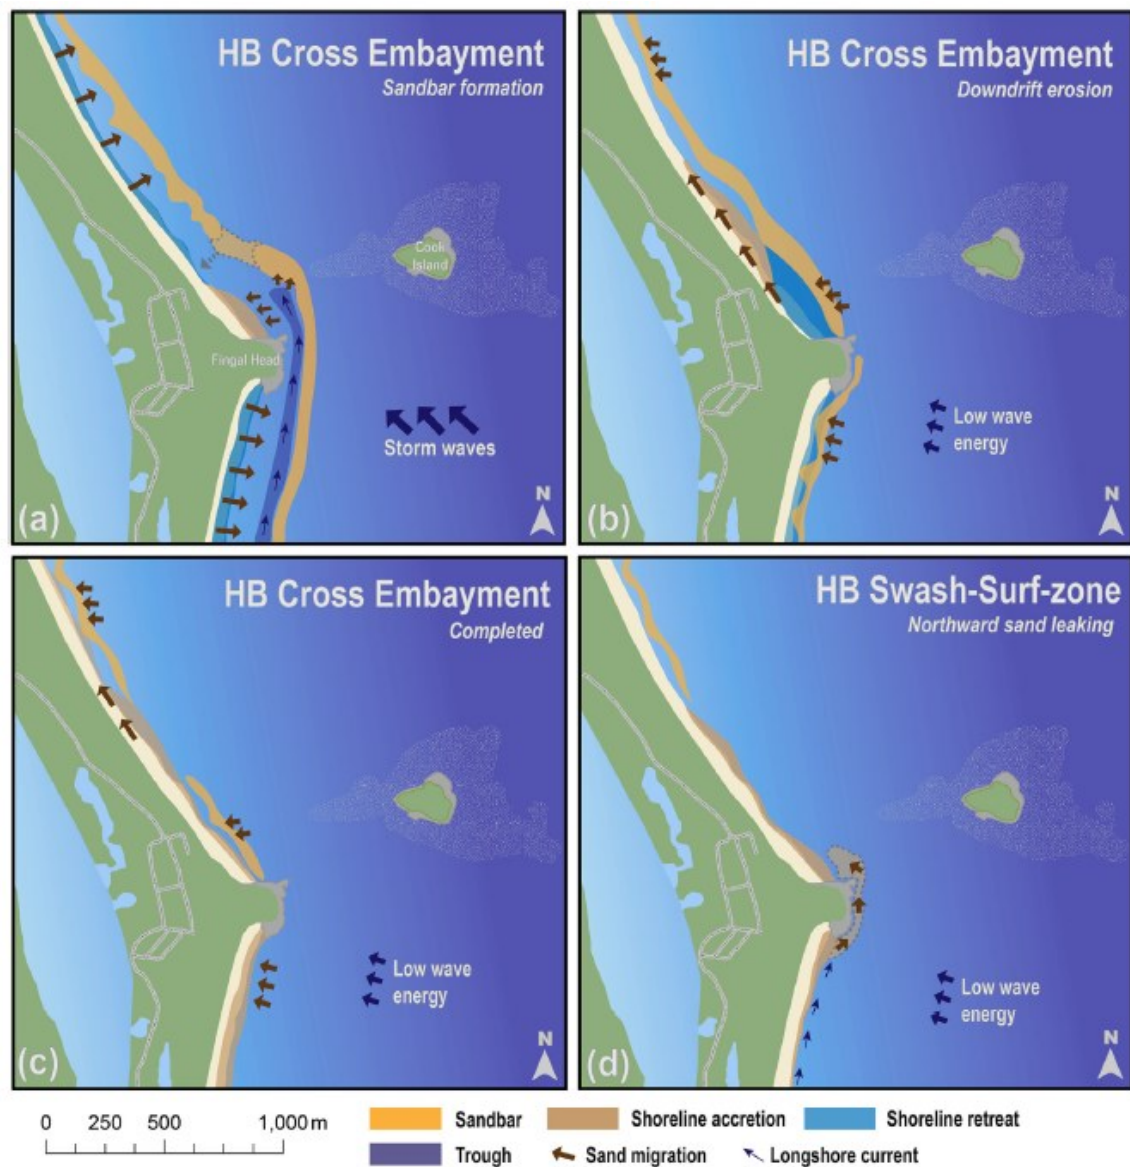 HB Cross Embayment
Sandbar formation
Cook
Island
Fingal Head
Storm waves
N
(a)
HB Cross Embayment
Downdrift erosion
Low wave
energy
N
(b)
HB Cross Embayment
Completed
Low wave
energy
N
(c)
HB Swash-Surf-zone
Northward sand leaking
Low wave
energy
N
(d)
0 250 500 1,000 m
Sandbar Shoreline accretion Shoreline retreat
Trough Sand migration Longshore current